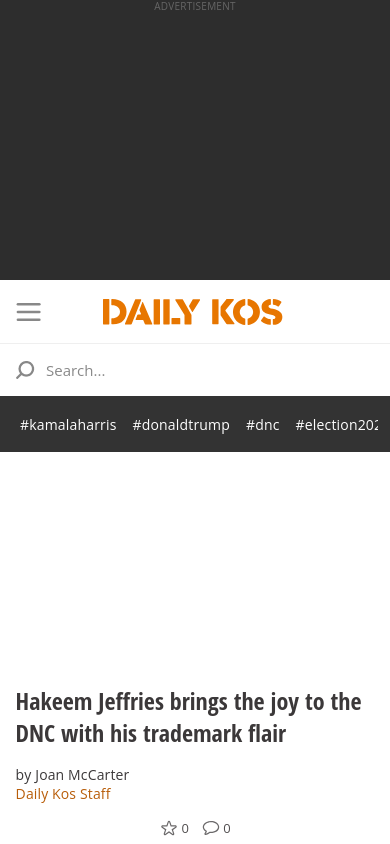 ADVERTISEMENT
DAILY KOS
Search...
#kamalaharris #donaldtrump #dnc #election202
Hakeem Jeffries brings the joy to the
DNC with his trademark flair
by Joan McCarter
Daily Kos Staff
0 0